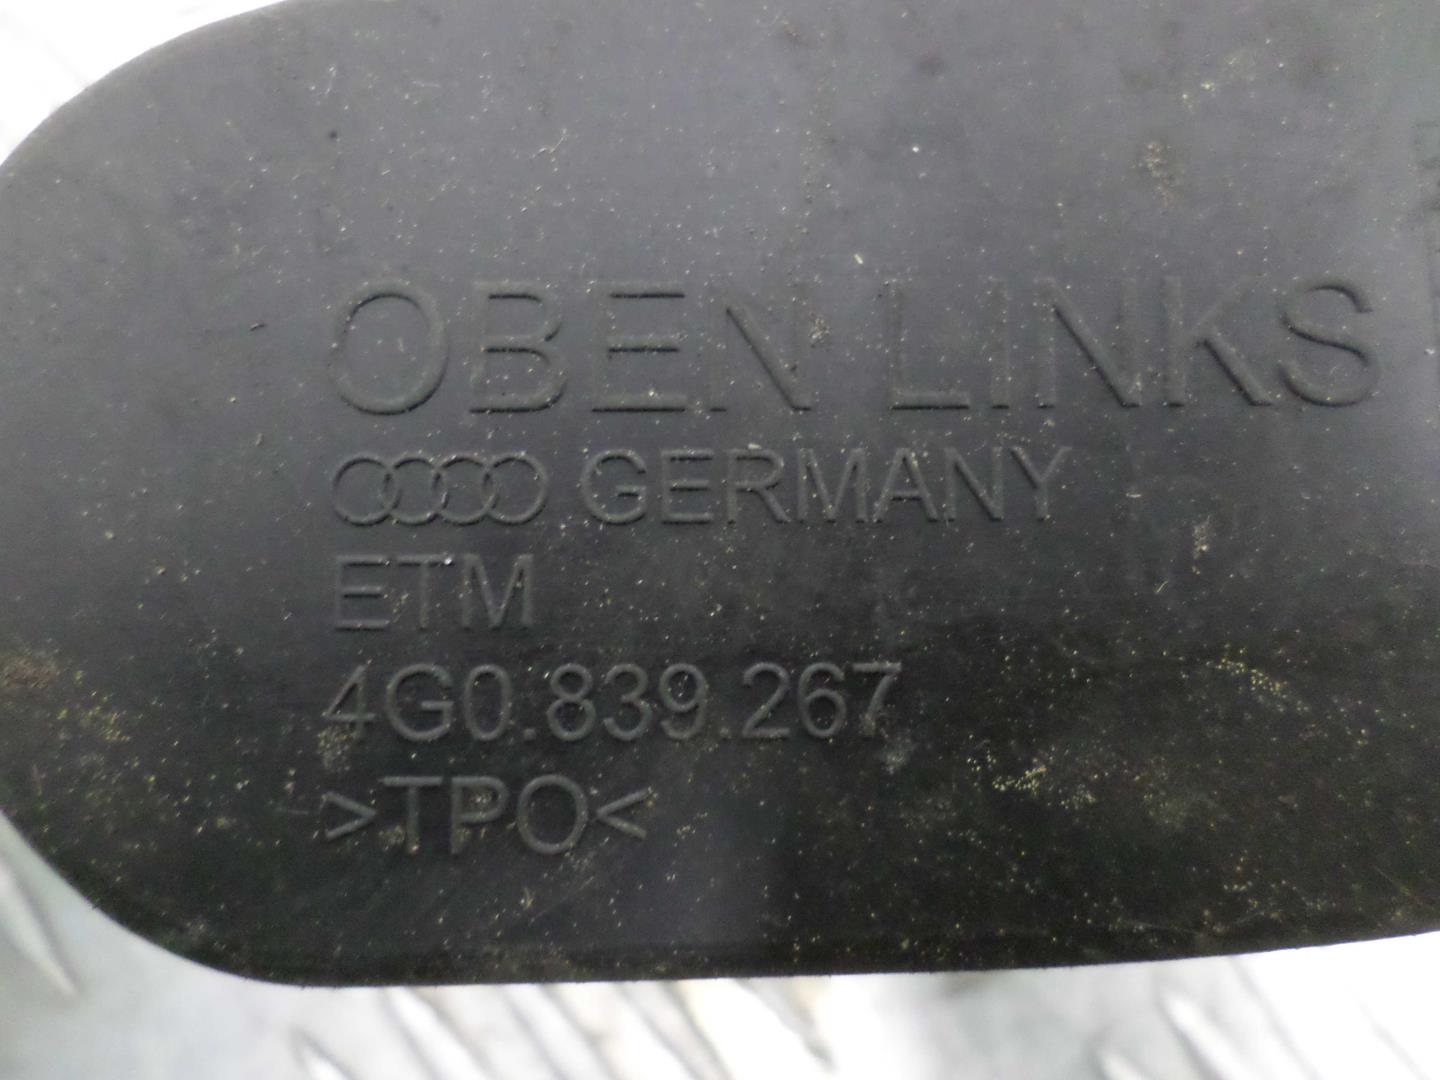 OBEN LINKS
GERMANY
ETM
4G0.839.267
>TPO<